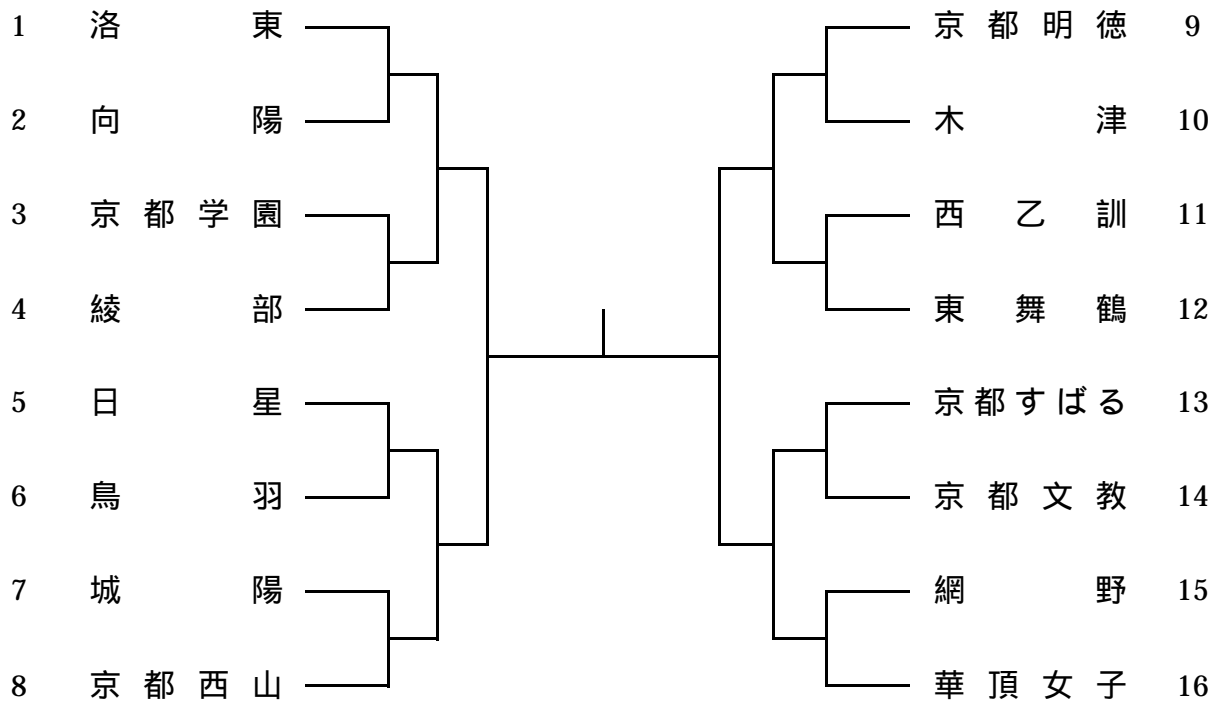 1 洛東
2 向陽
3 京都学園
4 綾部
5 日星
6 鳥羽
7 城陽
8 京都西山
京都明徳 9
木津 10
西乙訓 11
東舞鶴 12
京都すばる 13
京都文教 14
網野 15
華頂女子 16